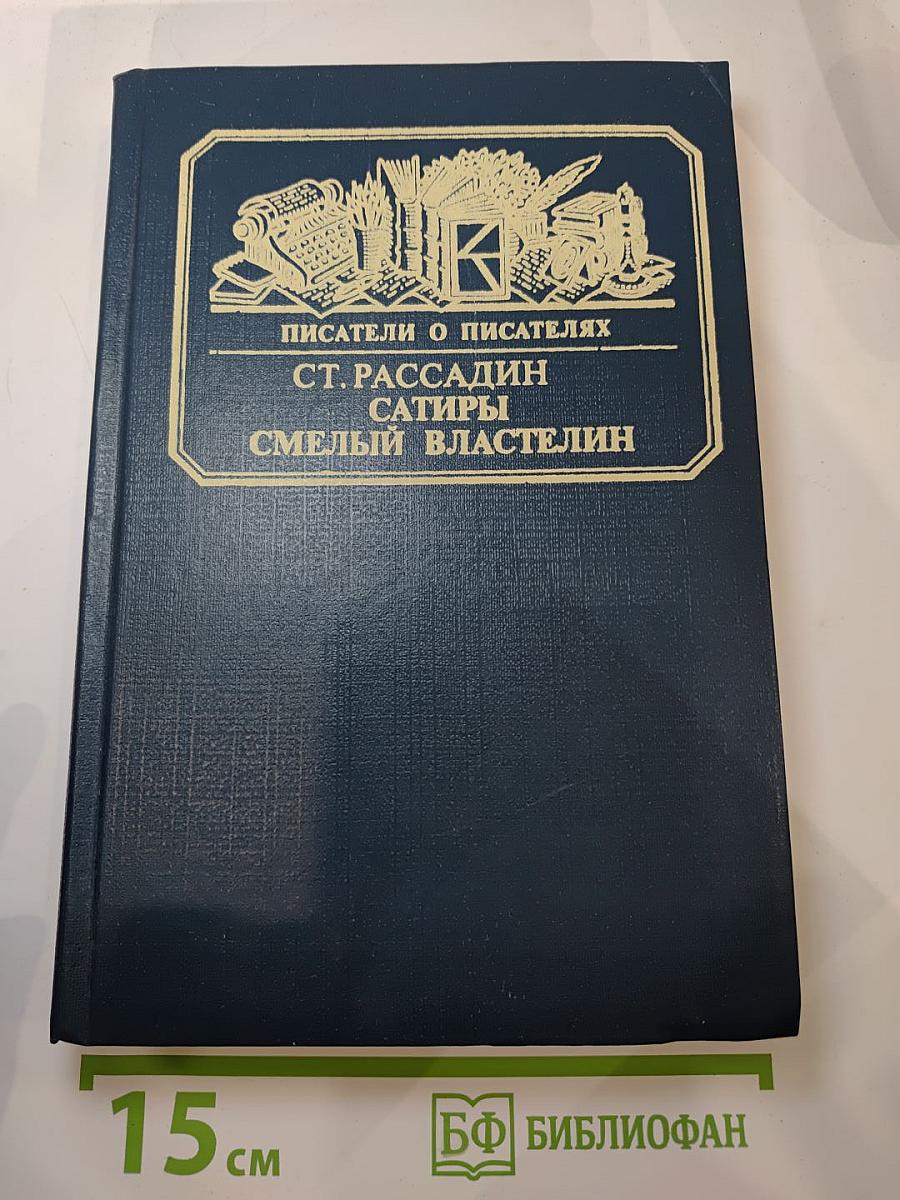 ПИСАТЕЛИ О ПИСАТЕЛЯХ
СТ. РАССАДИН
САТИРЫ
СМЕЛЫЙ ВЛАСТЕЛИН
15 см
БФ БИБЛИОФАН